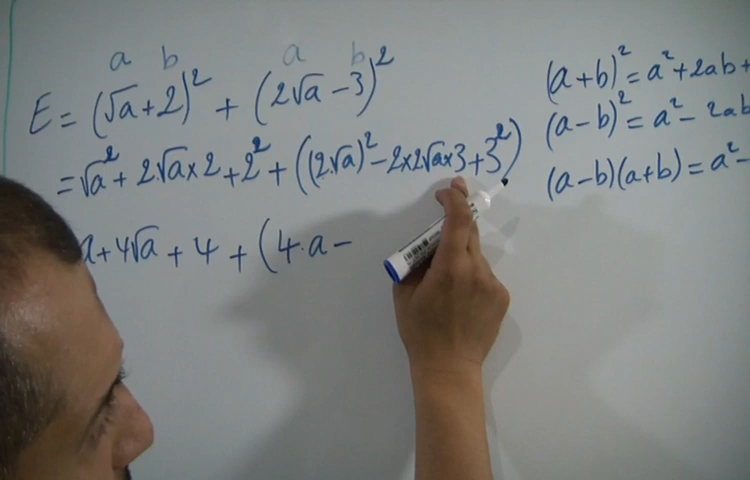 a b a b
E = (√a + 2)² + (2√a − 3)²
= √a² + 2√a × 2 + 2² + ((2.√a)² − 2×2√a×3 + 3²)
a + 4√a + 4 + (4.a −
(a+b)² = a² + 2ab +
(a−b)² = a² − 2ab
(a−b)(a+b) = a² −